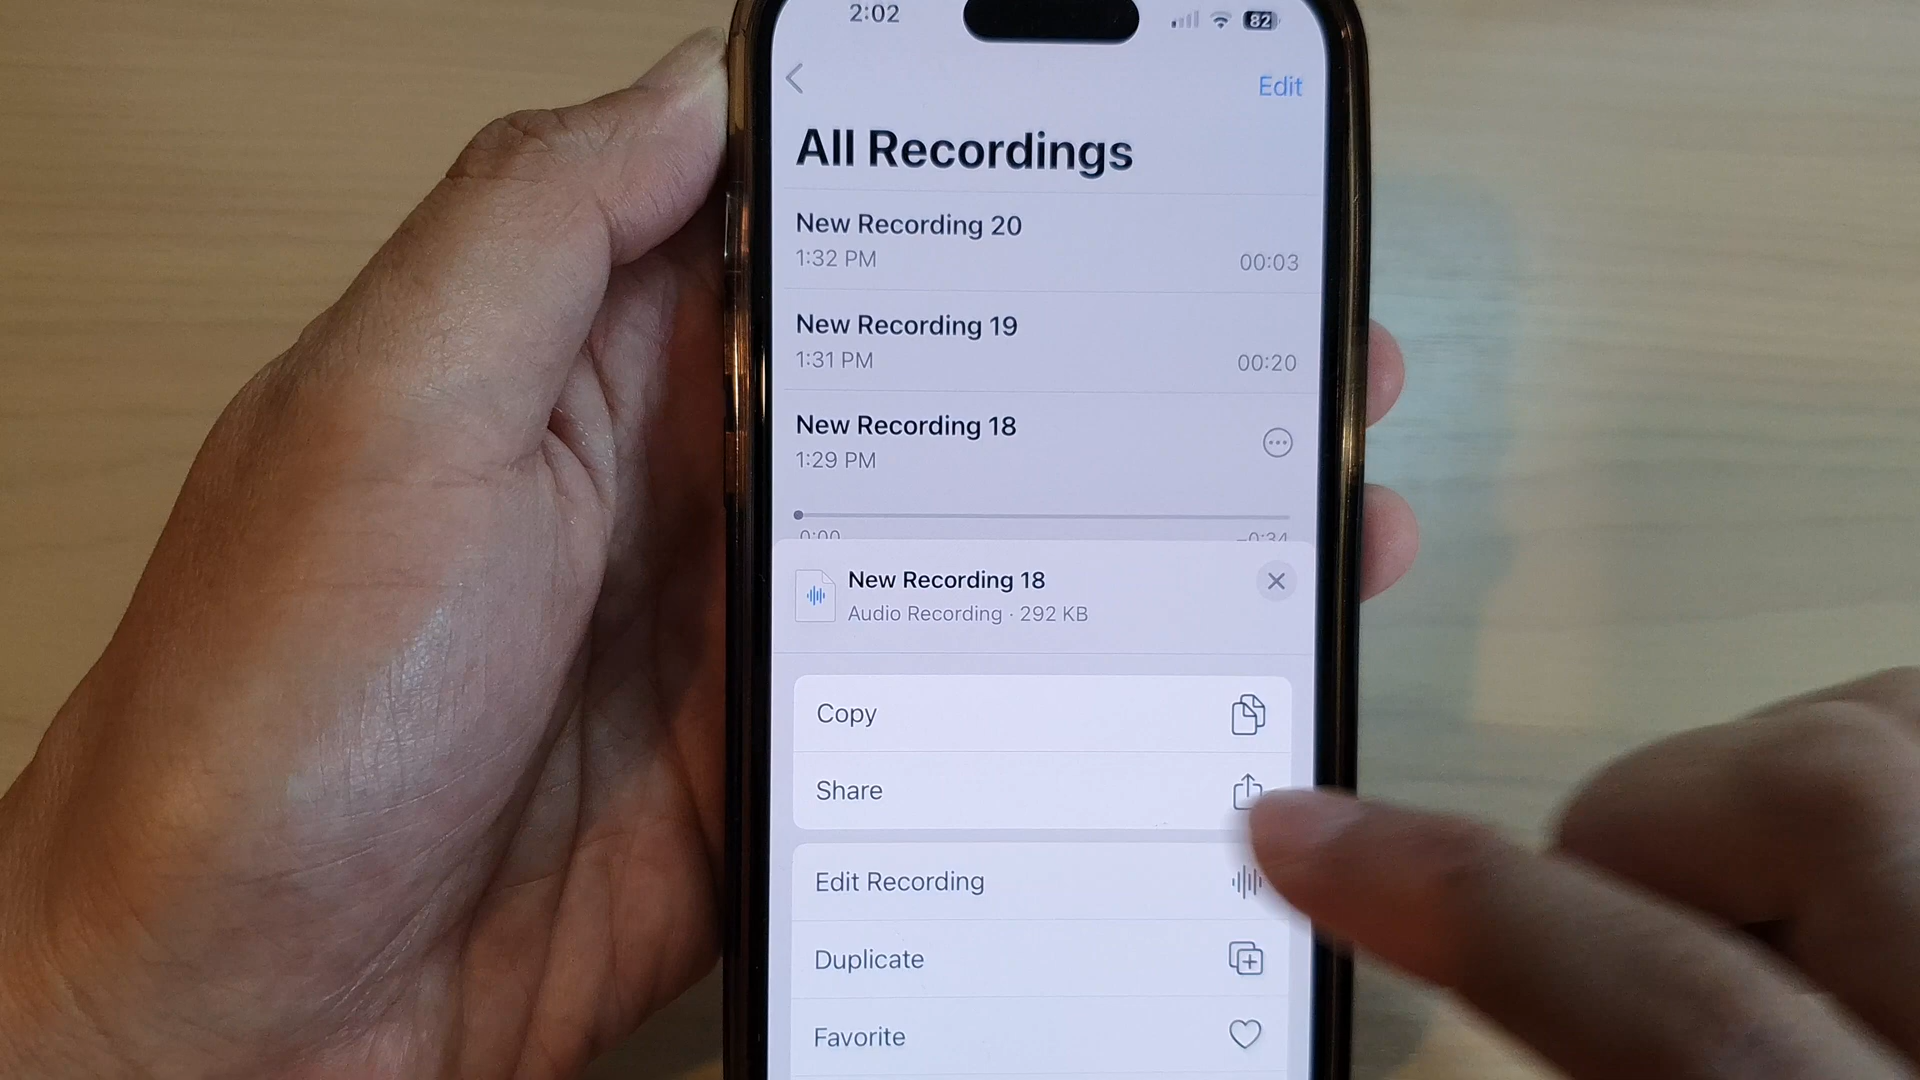 2:02
82
Edit
All Recordings
New Recording 20
1:32 PM
00:03
New Recording 19
1:31 PM
00:20
New Recording 18
1:29 PM
0:00
-0:34
New Recording 18
Audio Recording · 292 KB
Copy
Share
Edit Recording
Duplicate
Favorite